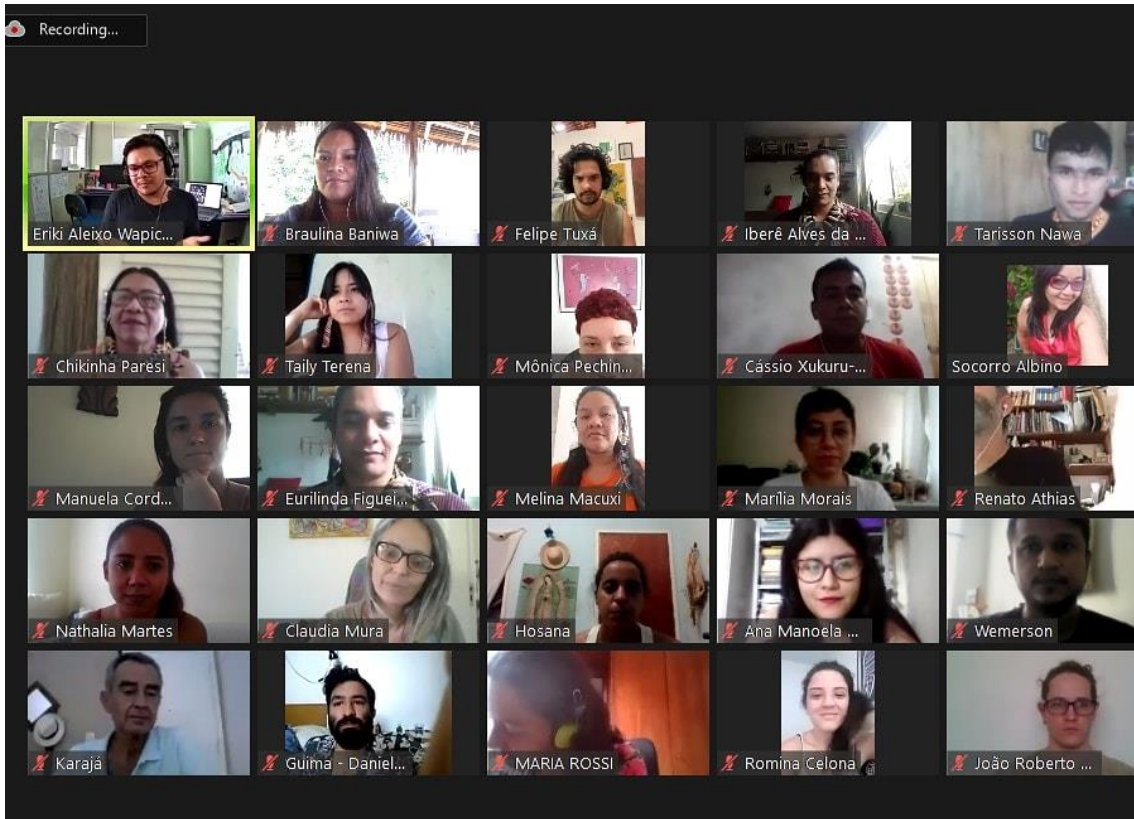 Recording...
Eriki Aleixo Wapic...
Braulina Baniwa
Felipe Tuxá
Iberê Alves da ...
Tarisson Nawa
Chikinha Paresi
Taily Terena
Mônica Pechin...
Cássio Xukuru-...
Socorro Albino
Manuela Cord...
Eurilinda Figuei...
Melina Macuxi
Marília Morais
Renato Athias
Nathalia Martes
Claudia Mura
Hosana
Ana Manoela ...
Wemerson
Karajá
Guima - Daniel...
MARIA ROSSI
Romina Celona
João Roberto ...